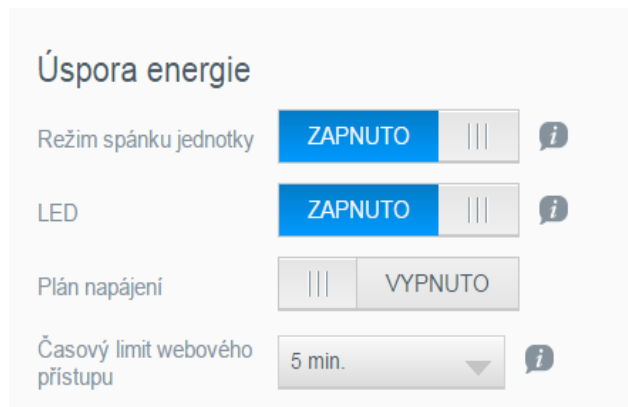 Úspora energie
Režim spánku jednotky ZAPNUTO
LED ZAPNUTO
Plán napájení VYPNUTO
Časový limit webového
přístupu
5 min.